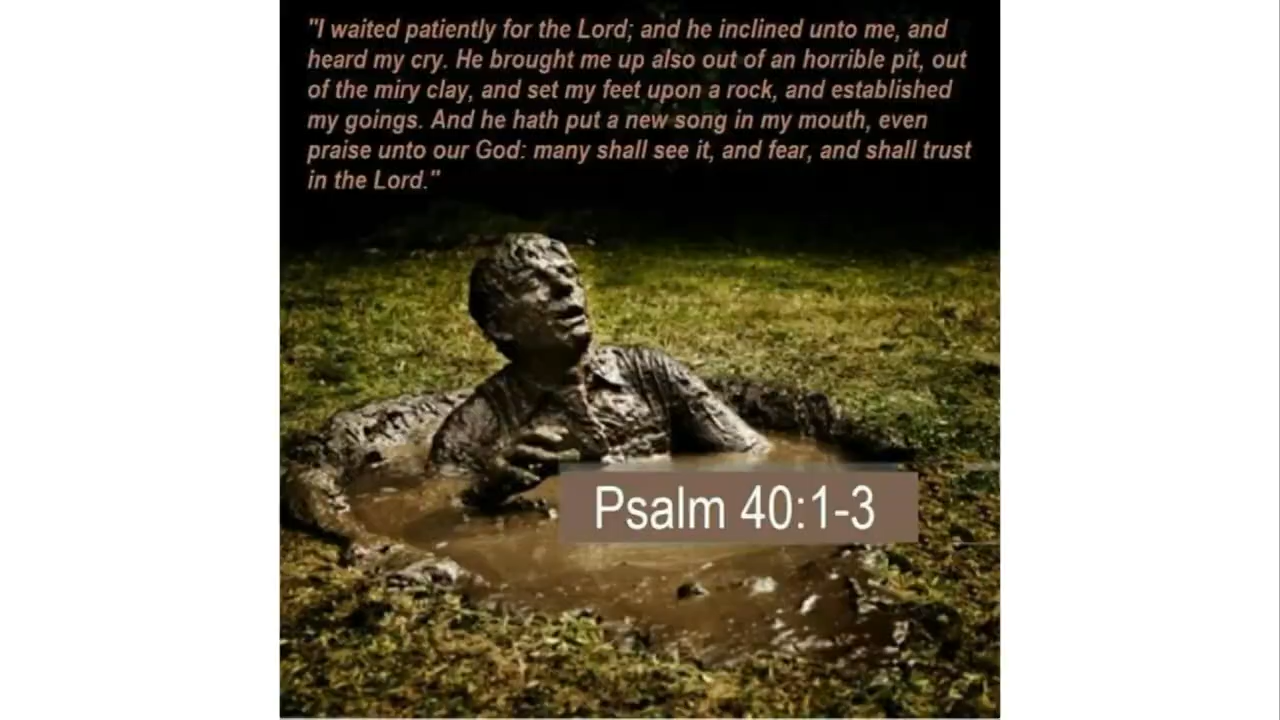 "I waited patiently for the Lord; and he inclined unto me, and
heard my cry. He brought me up also out of an horrible pit, out
of the miry clay, and set my feet upon a rock, and established
my goings. And he hath put a new song in my mouth, even
praise unto our God: many shall see it, and fear, and shall trust
in the Lord."
Psalm 40:1-3